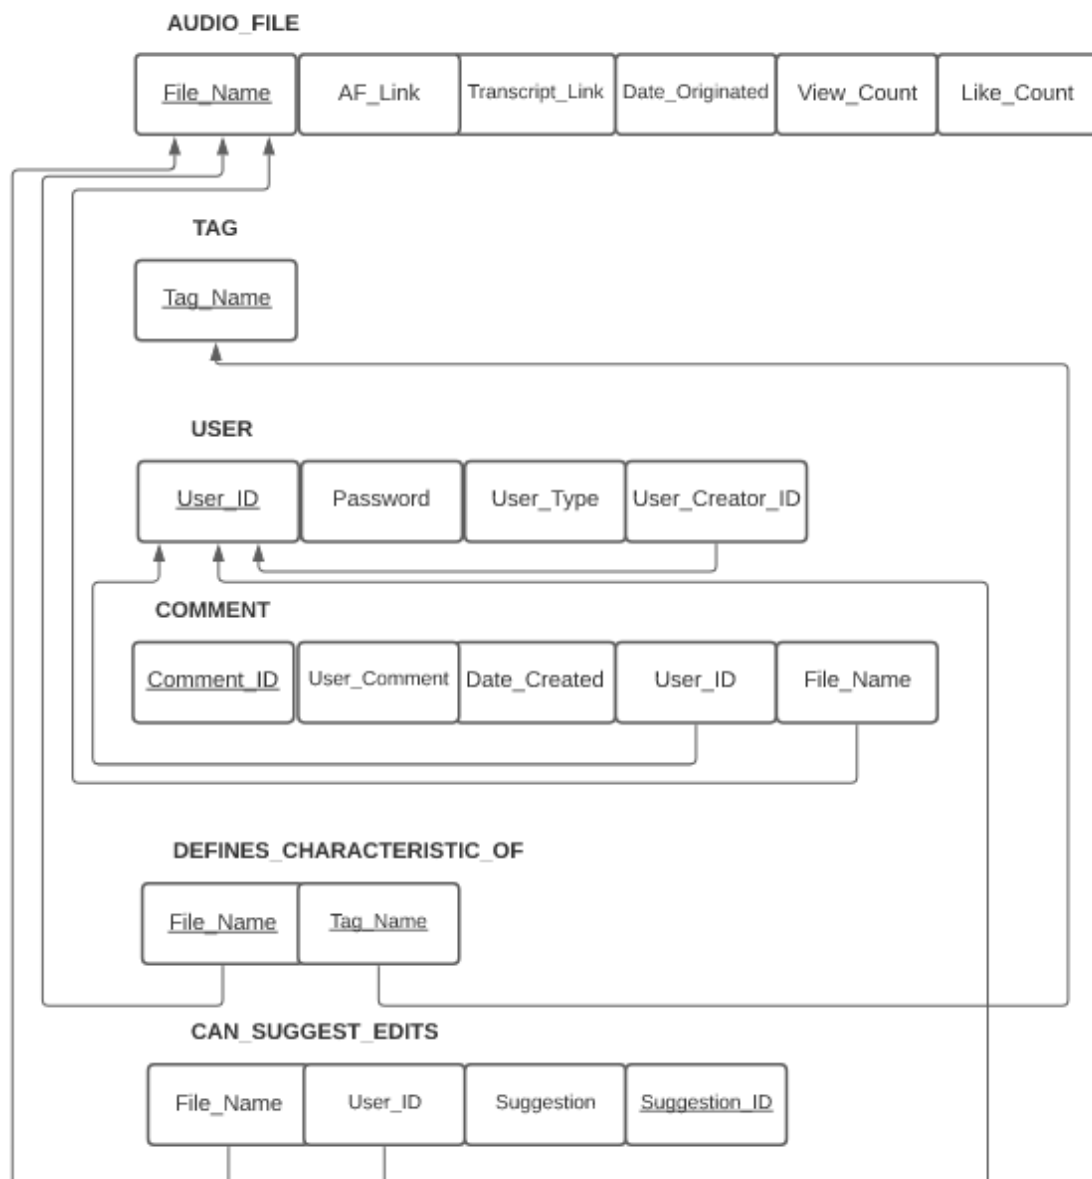 AUDIO_FILE
File_Name AF_Link Transcript_Link Date_Originated View_Count Like_Count
TAG
Tag_Name
USER
User_ID Password User_Type User_Creator_ID
COMMENT
Comment_ID User_Comment Date_Created User_ID File_Name
DEFINES_CHARACTERISTIC_OF
File_Name Tag_Name
CAN_SUGGEST_EDITS
File_Name User_ID Suggestion Suggestion_ID